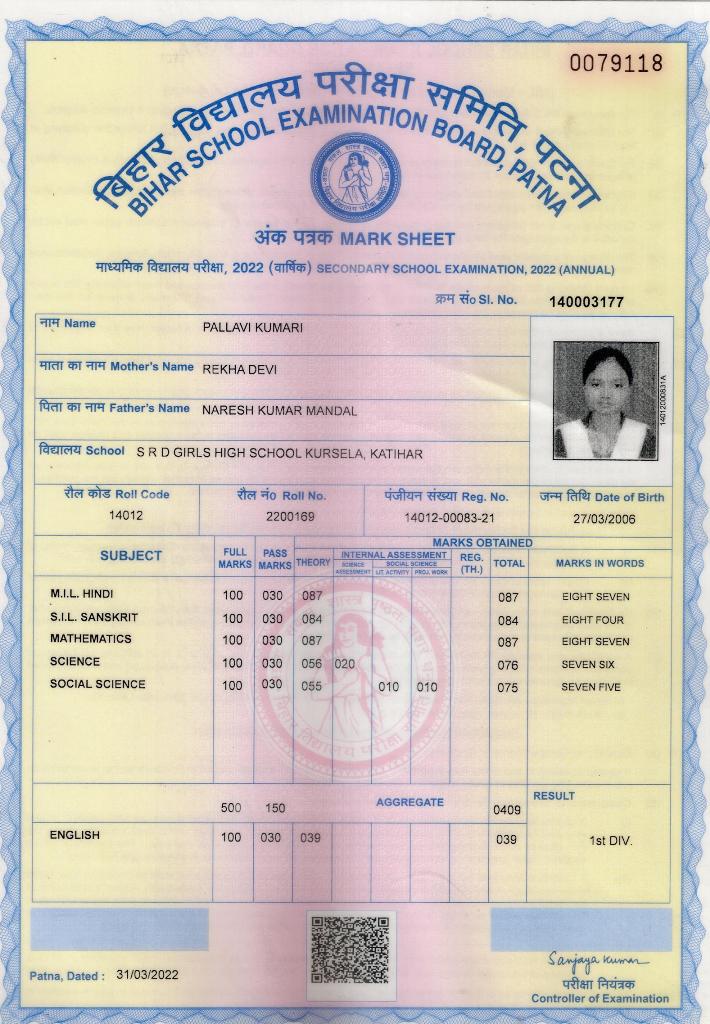 0079118
बिहार विद्यालय परीक्षा समिति, पटना
BIHAR SCHOOL EXAMINATION BOARD, PATNA
अंक पत्रक MARK SHEET
माध्यमिक विद्यालय परीक्षा, 2022 (वार्षिक) SECONDARY SCHOOL EXAMINATION, 2022 (ANNUAL)
क्रम सं० Sl. No. 140003177
नाम Name PALLAVI KUMARI
माता का नाम Mother's Name REKHA DEVI
पिता का नाम Father's Name NARESH KUMAR MANDAL
विद्यालय School S R D GIRLS HIGH SCHOOL KURSELA, KATIHAR
14012000831A
रौल कोड Roll Code रौल नं० Roll No. पंजीयन संख्या Reg. No. जन्म तिथि Date of Birth
14012 2200169 14012-00083-21 27/03/2006
MARKS OBTAINED
SUBJECT FULL MARKS PASS MARKS THEORY INTERNAL ASSESSMENT REG. (TH.) TOTAL MARKS IN WORDS
SCIENCE ASSESSMENT SOCIAL SCIENCE
LIT. ACTIVITY PROJ. WORK
M.I.L. HINDI 100 030 087 087 EIGHT SEVEN
S.I.L. SANSKRIT 100 030 084 084 EIGHT FOUR
MATHEMATICS 100 030 087 087 EIGHT SEVEN
SCIENCE 100 030 056 020 076 SEVEN SIX
SOCIAL SCIENCE 100 030 055 010 010 075 SEVEN FIVE
500 150 AGGREGATE 0409 RESULT
ENGLISH 100 030 039 039 1st DIV.
Patna, Dated : 31/03/2022
Sanjaya Kumar
परीक्षा नियंत्रक
Controller of Examination